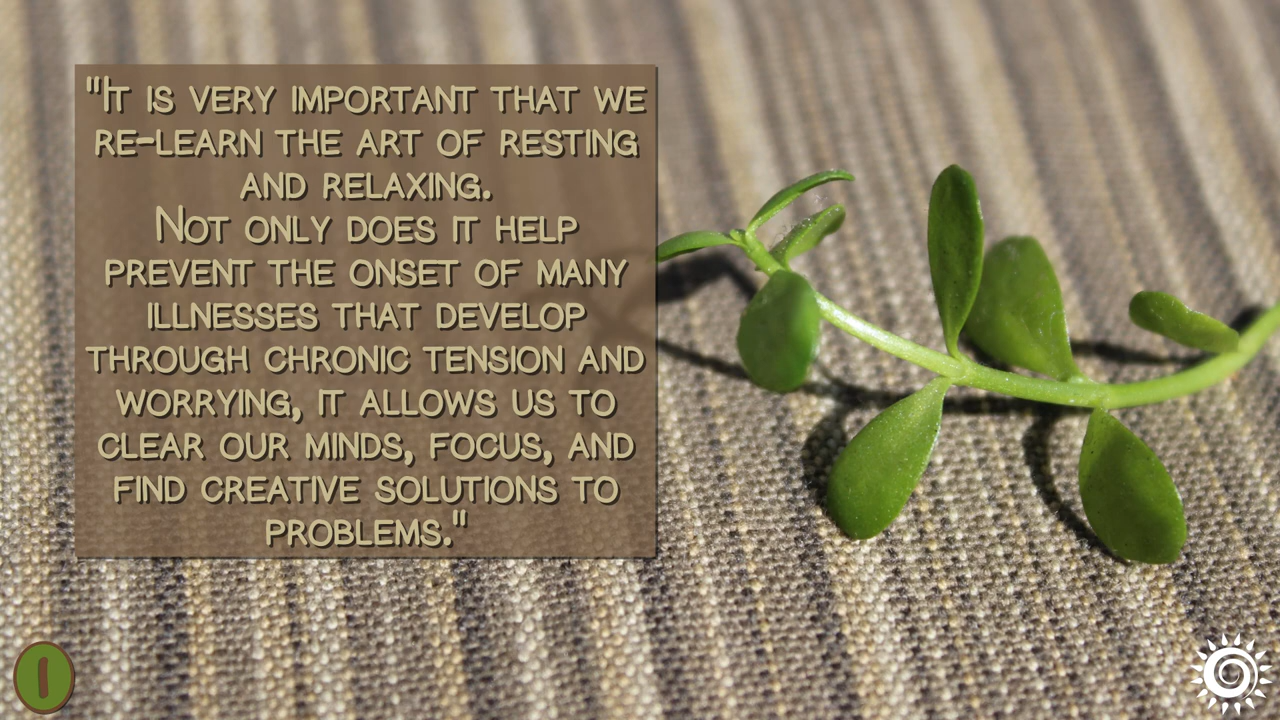 "It is very important that we
re-learn the art of resting
and relaxing.
Not only does it help
prevent the onset of many
illnesses that develop
through chronic tension and
worrying, it allows us to
clear our minds, focus, and
find creative solutions to
problems."